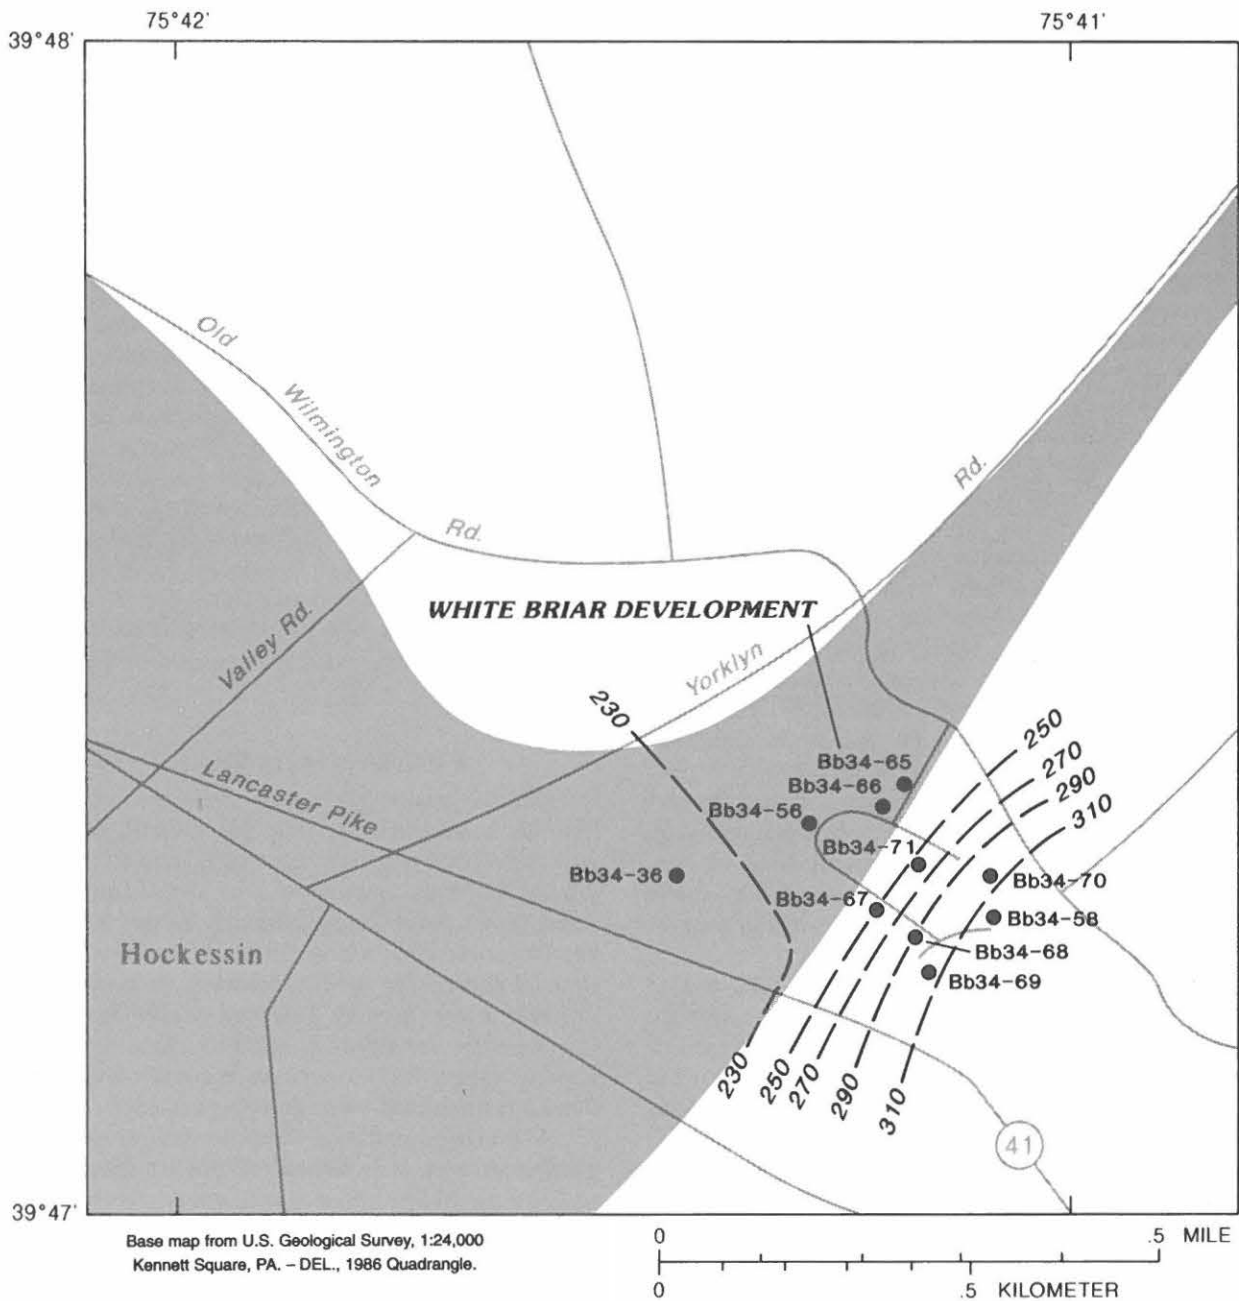 75°42'
75°41'
39°48'
Old
Wilmington
Rd.
Rd.
WHITE BRIAR DEVELOPMENT
Valley Rd.
Yorklyn
230
250
270
290
310
Bb34-65
Bb34-66
Bb34-56
Lancaster Pike
Bb34-71
Bb34-36
Bb34-70
Bb34-67
Bb34-58
Bb34-68
Hockessin
Bb34-69
230
250
270
290
310
41
39°47'
Base map from U.S. Geological Survey, 1:24,000
Kennett Square, PA. – DEL., 1986 Quadrangle.
0 .5 MILE
0 .5 KILOMETER